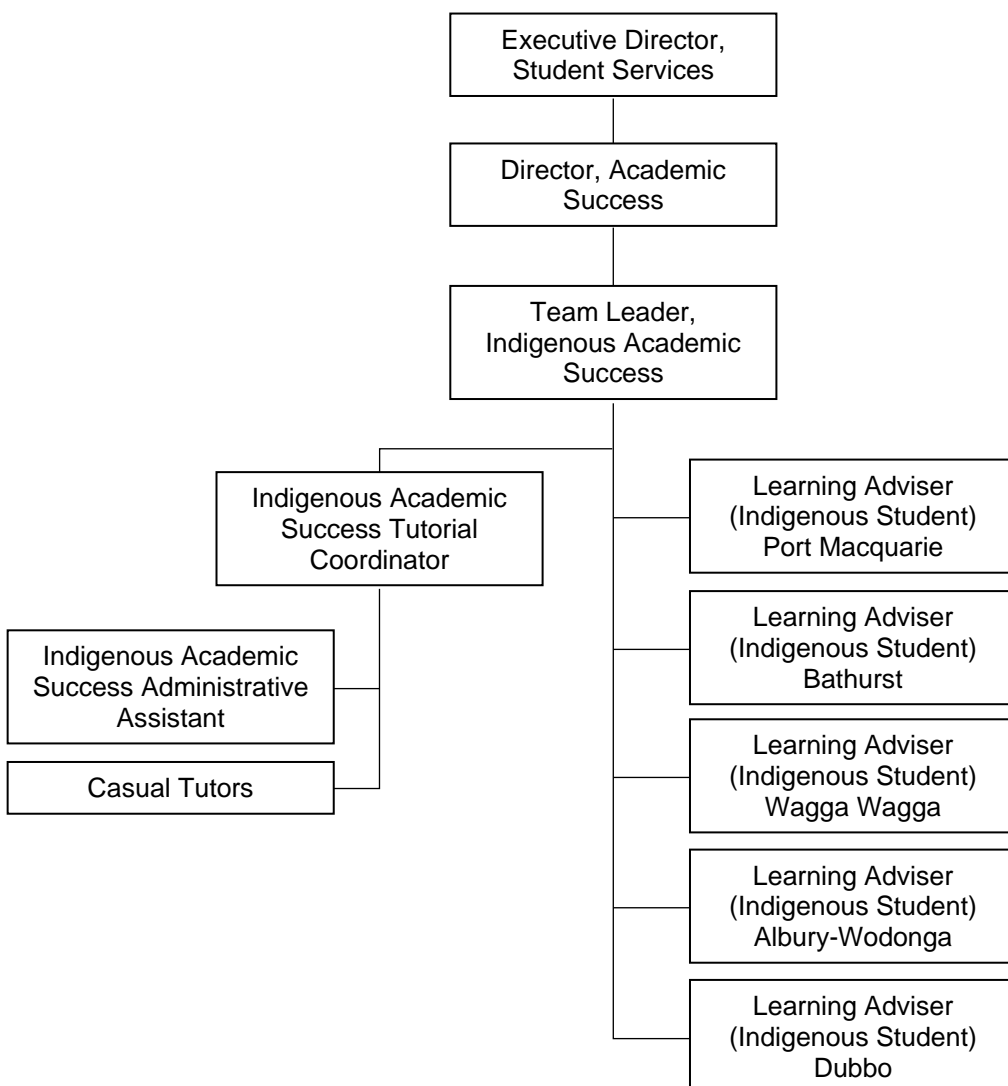 Executive Director,
Student Services
Director, Academic
Success
Team Leader,
Indigenous Academic
Success
Indigenous Academic
Success Tutorial
Coordinator
Indigenous Academic
Success Administrative
Assistant
Casual Tutors
Learning Adviser
(Indigenous Student)
Port Macquarie
Learning Adviser
(Indigenous Student)
Bathurst
Learning Adviser
(Indigenous Student)
Wagga Wagga
Learning Adviser
(Indigenous Student)
Albury-Wodonga
Learning Adviser
(Indigenous Student)
Dubbo